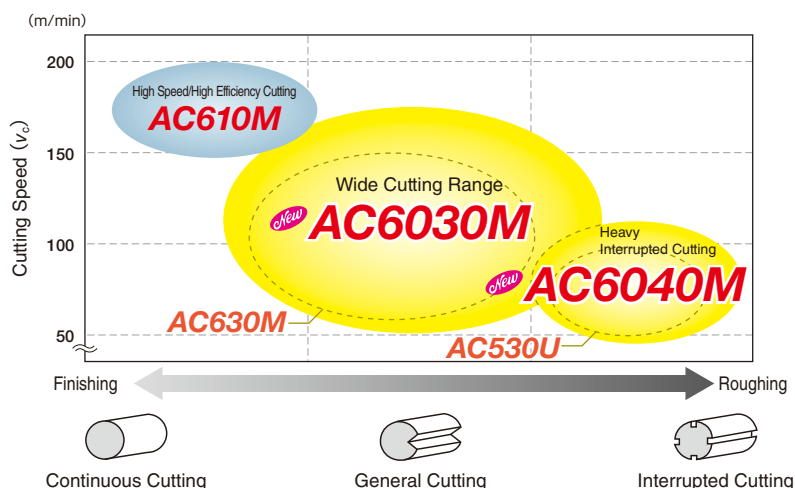 (m/min)
200
150
100
50
Cutting Speed (vc)
High Speed/High Efficiency Cutting
AC610M
Wide Cutting Range
New AC6030M
Heavy
Interrupted Cutting
New AC6040M
AC630M
AC530U
Finishing
Roughing
Continuous Cutting
General Cutting
Interrupted Cutting